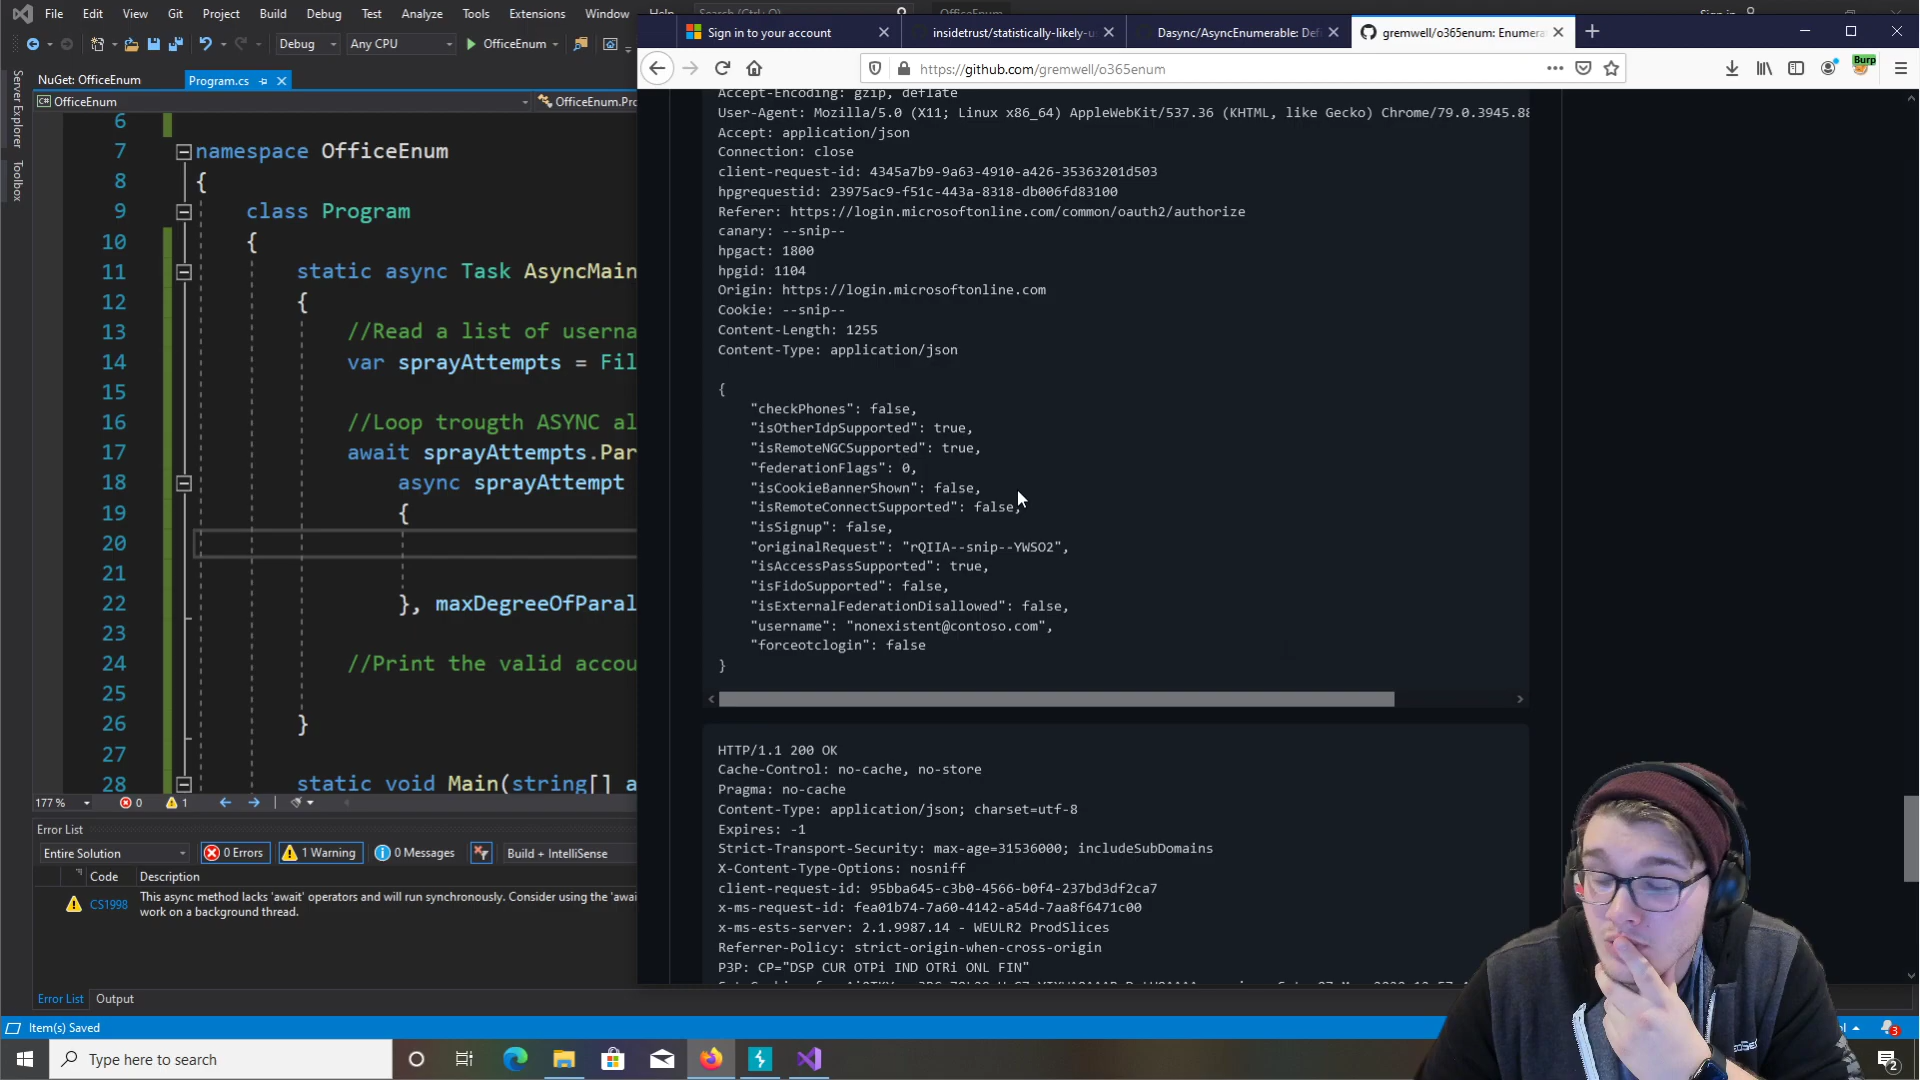 File Edit View Git Project Build Debug Test Analyze Tools Extensions Window
Debug Any CPU OfficeEnum
NuGet: OfficeEnum Program.cs
OfficeEnum OfficeEnum.Pro
Server Explorer
Toolbox
6
7 namespace OfficeEnum
8 {
9 class Program
10 {
11 static async Task AsyncMain
12 {
13 //Read a list of userna
14 var sprayAttempts = Fil
15
16 //Loop trougth ASYNC al
17 await sprayAttempts.Par
18 async sprayAttempt
19 {
20
21
22 }, maxDegreeOfParal
23
24 //Print the valid accou
25
26 }
27
28 static void Main(string[] a
177 % 0 1
Error List
Entire Solution 0 Errors 1 Warning 0 Messages Build + IntelliSense
Code Description
CS1998 This async method lacks 'await' operators and will run synchronously. Consider using the 'awai
work on a background thread.
Error List Output
Item(s) Saved
Sign in to your account insidetrust/statistically-likely-u Dasync/AsyncEnumerable: Def gremwell/o365enum: Enumera
https://github.com/gremwell/o365enum
Burp
Accept-Encoding: gzip, deflate
User-Agent: Mozilla/5.0 (X11; Linux x86_64) AppleWebKit/537.36 (KHTML, like Gecko) Chrome/79.0.3945.88
Accept: application/json
Connection: close
client-request-id: 4345a7b9-9a63-4910-a426-35363201d503
hpgrequestid: 23975ac9-f51c-443a-8318-db006fd83100
Referer: https://login.microsoftonline.com/common/oauth2/authorize
canary: --snip--
hpgact: 1800
hpgid: 1104
Origin: https://login.microsoftonline.com
Cookie: --snip--
Content-Length: 1255
Content-Type: application/json
{
"checkPhones": false,
"isOtherIdpSupported": true,
"isRemoteNGCSupported": true,
"federationFlags": 0,
"isCookieBannerShown": false,
"isRemoteConnectSupported": false,
"isSignup": false,
"originalRequest": "rQIIA--snip--YWSO2",
"isAccessPassSupported": true,
"isFidoSupported": false,
"isExternalFederationDisallowed": false,
"username": "nonexistent@contoso.com",
"forceotclogin": false
}
HTTP/1.1 200 OK
Cache-Control: no-cache, no-store
Pragma: no-cache
Content-Type: application/json; charset=utf-8
Expires: -1
Strict-Transport-Security: max-age=31536000; includeSubDomains
X-Content-Type-Options: nosniff
client-request-id: 95bba645-c3b0-4566-b0f4-237bd3df2ca7
x-ms-request-id: fea01b74-7a60-4142-a54d-7aa8f6471c00
x-ms-ests-server: 2.1.9987.14 - WEULR2 ProdSlices
Referrer-Policy: strict-origin-when-cross-origin
P3P: CP="DSP CUR OTPi IND OTRi ONL FIN"
3
Type here to search
2